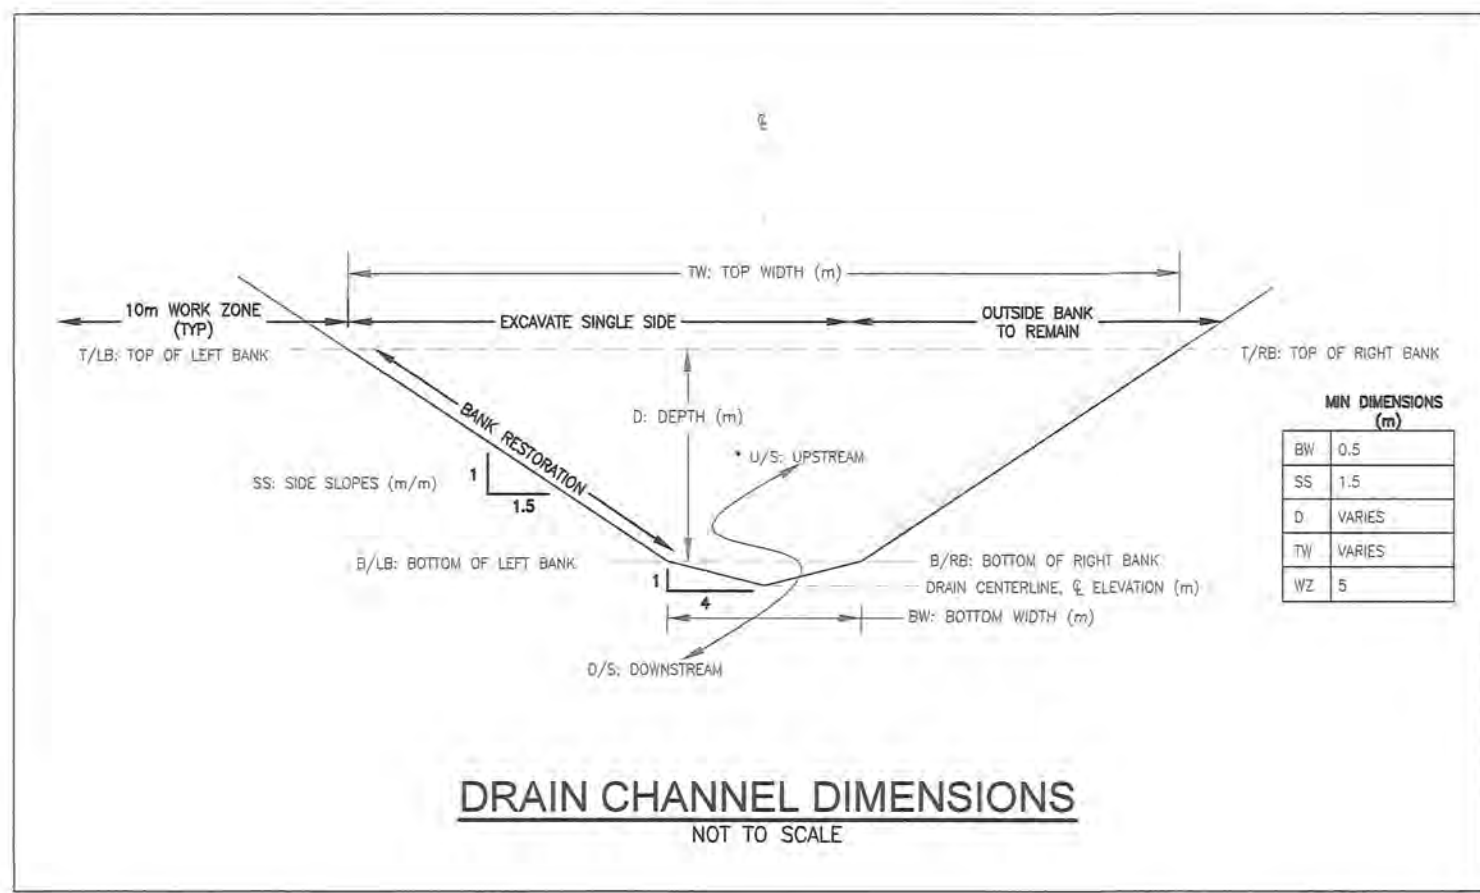 ℄
TW: TOP WIDTH (m)
10m WORK ZONE
(TYP)
EXCAVATE SINGLE SIDE
OUTSIDE BANK
TO REMAIN
T/LB: TOP OF LEFT BANK
T/RB: TOP OF RIGHT BANK
BANK RESTORATION
D: DEPTH (m)
* U/S: UPSTREAM
SS: SIDE SLOPES (m/m)
1
1.5
B/LB: BOTTOM OF LEFT BANK
B/RB: BOTTOM OF RIGHT BANK
1
4
DRAIN CENTERLINE, ℄ ELEVATION (m)
BW: BOTTOM WIDTH (m)
D/S: DOWNSTREAM
MIN DIMENSIONS
(m)
BW 0.5
SS 1.5
D VARIES
TW VARIES
WZ 5
DRAIN CHANNEL DIMENSIONS
NOT TO SCALE